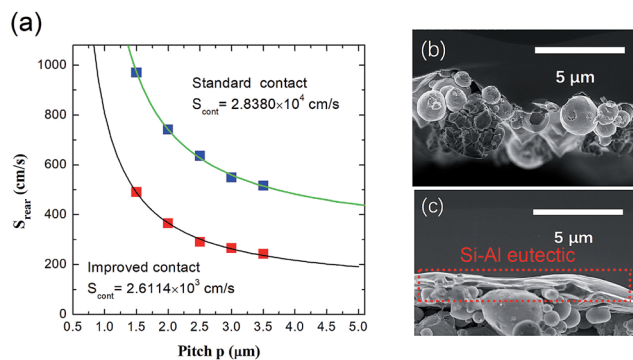 (a)
1000
800
600
400
200
0
S_rear (cm/s)
Standard contact
S_cont= 2.8380×10^4 cm/s
Improved contact
S_cont= 2.6114×10^3 cm/s
0.5 1.0 1.5 2.0 2.5 3.0 3.5 4.0 4.5 5.0
Pitch p (μm)
(b)
5 μm
(c)
5 μm
Si-Al eutectic